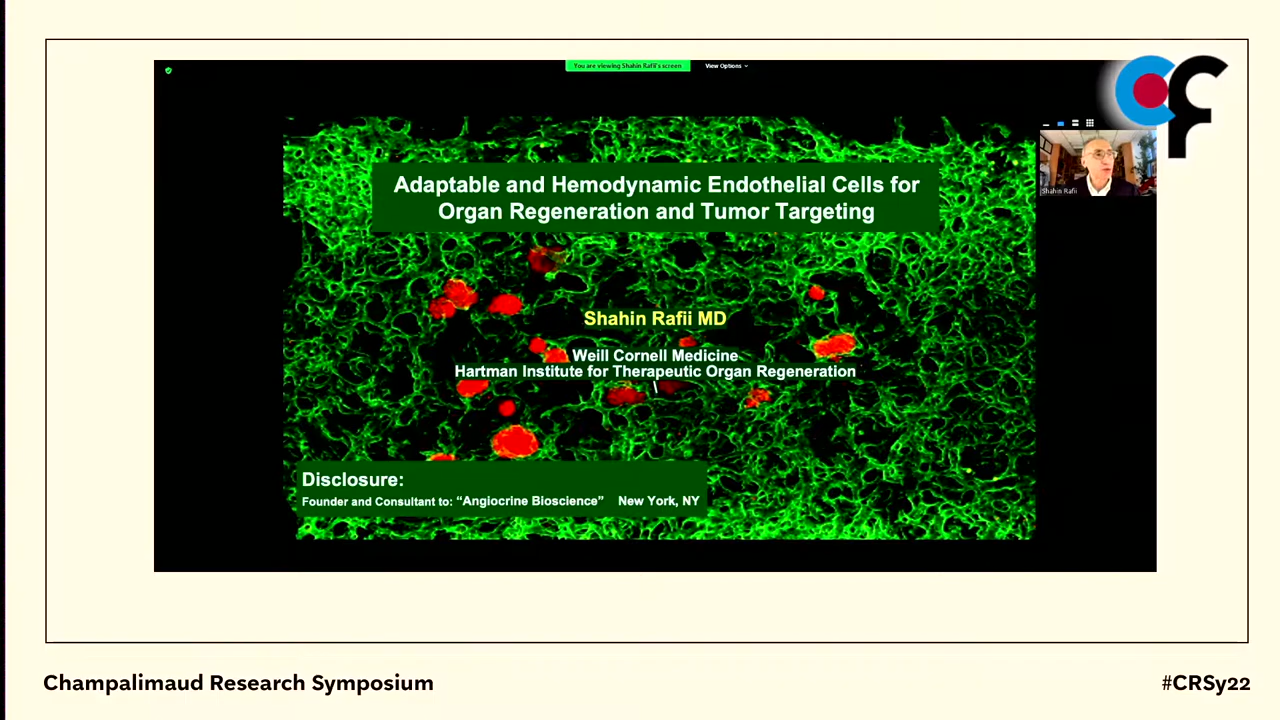 You are viewing Shahin Rafii's screen View Options
CF
Shahin Rafii
Adaptable and Hemodynamic Endothelial Cells for
Organ Regeneration and Tumor Targeting
Shahin Rafii MD
Weill Cornell Medicine
Hartman Institute for Therapeutic Organ Regeneration
Disclosure:
Founder and Consultant to: “Angiocrine Bioscience” New York, NY
Champalimaud Research Symposium
#CRSy22